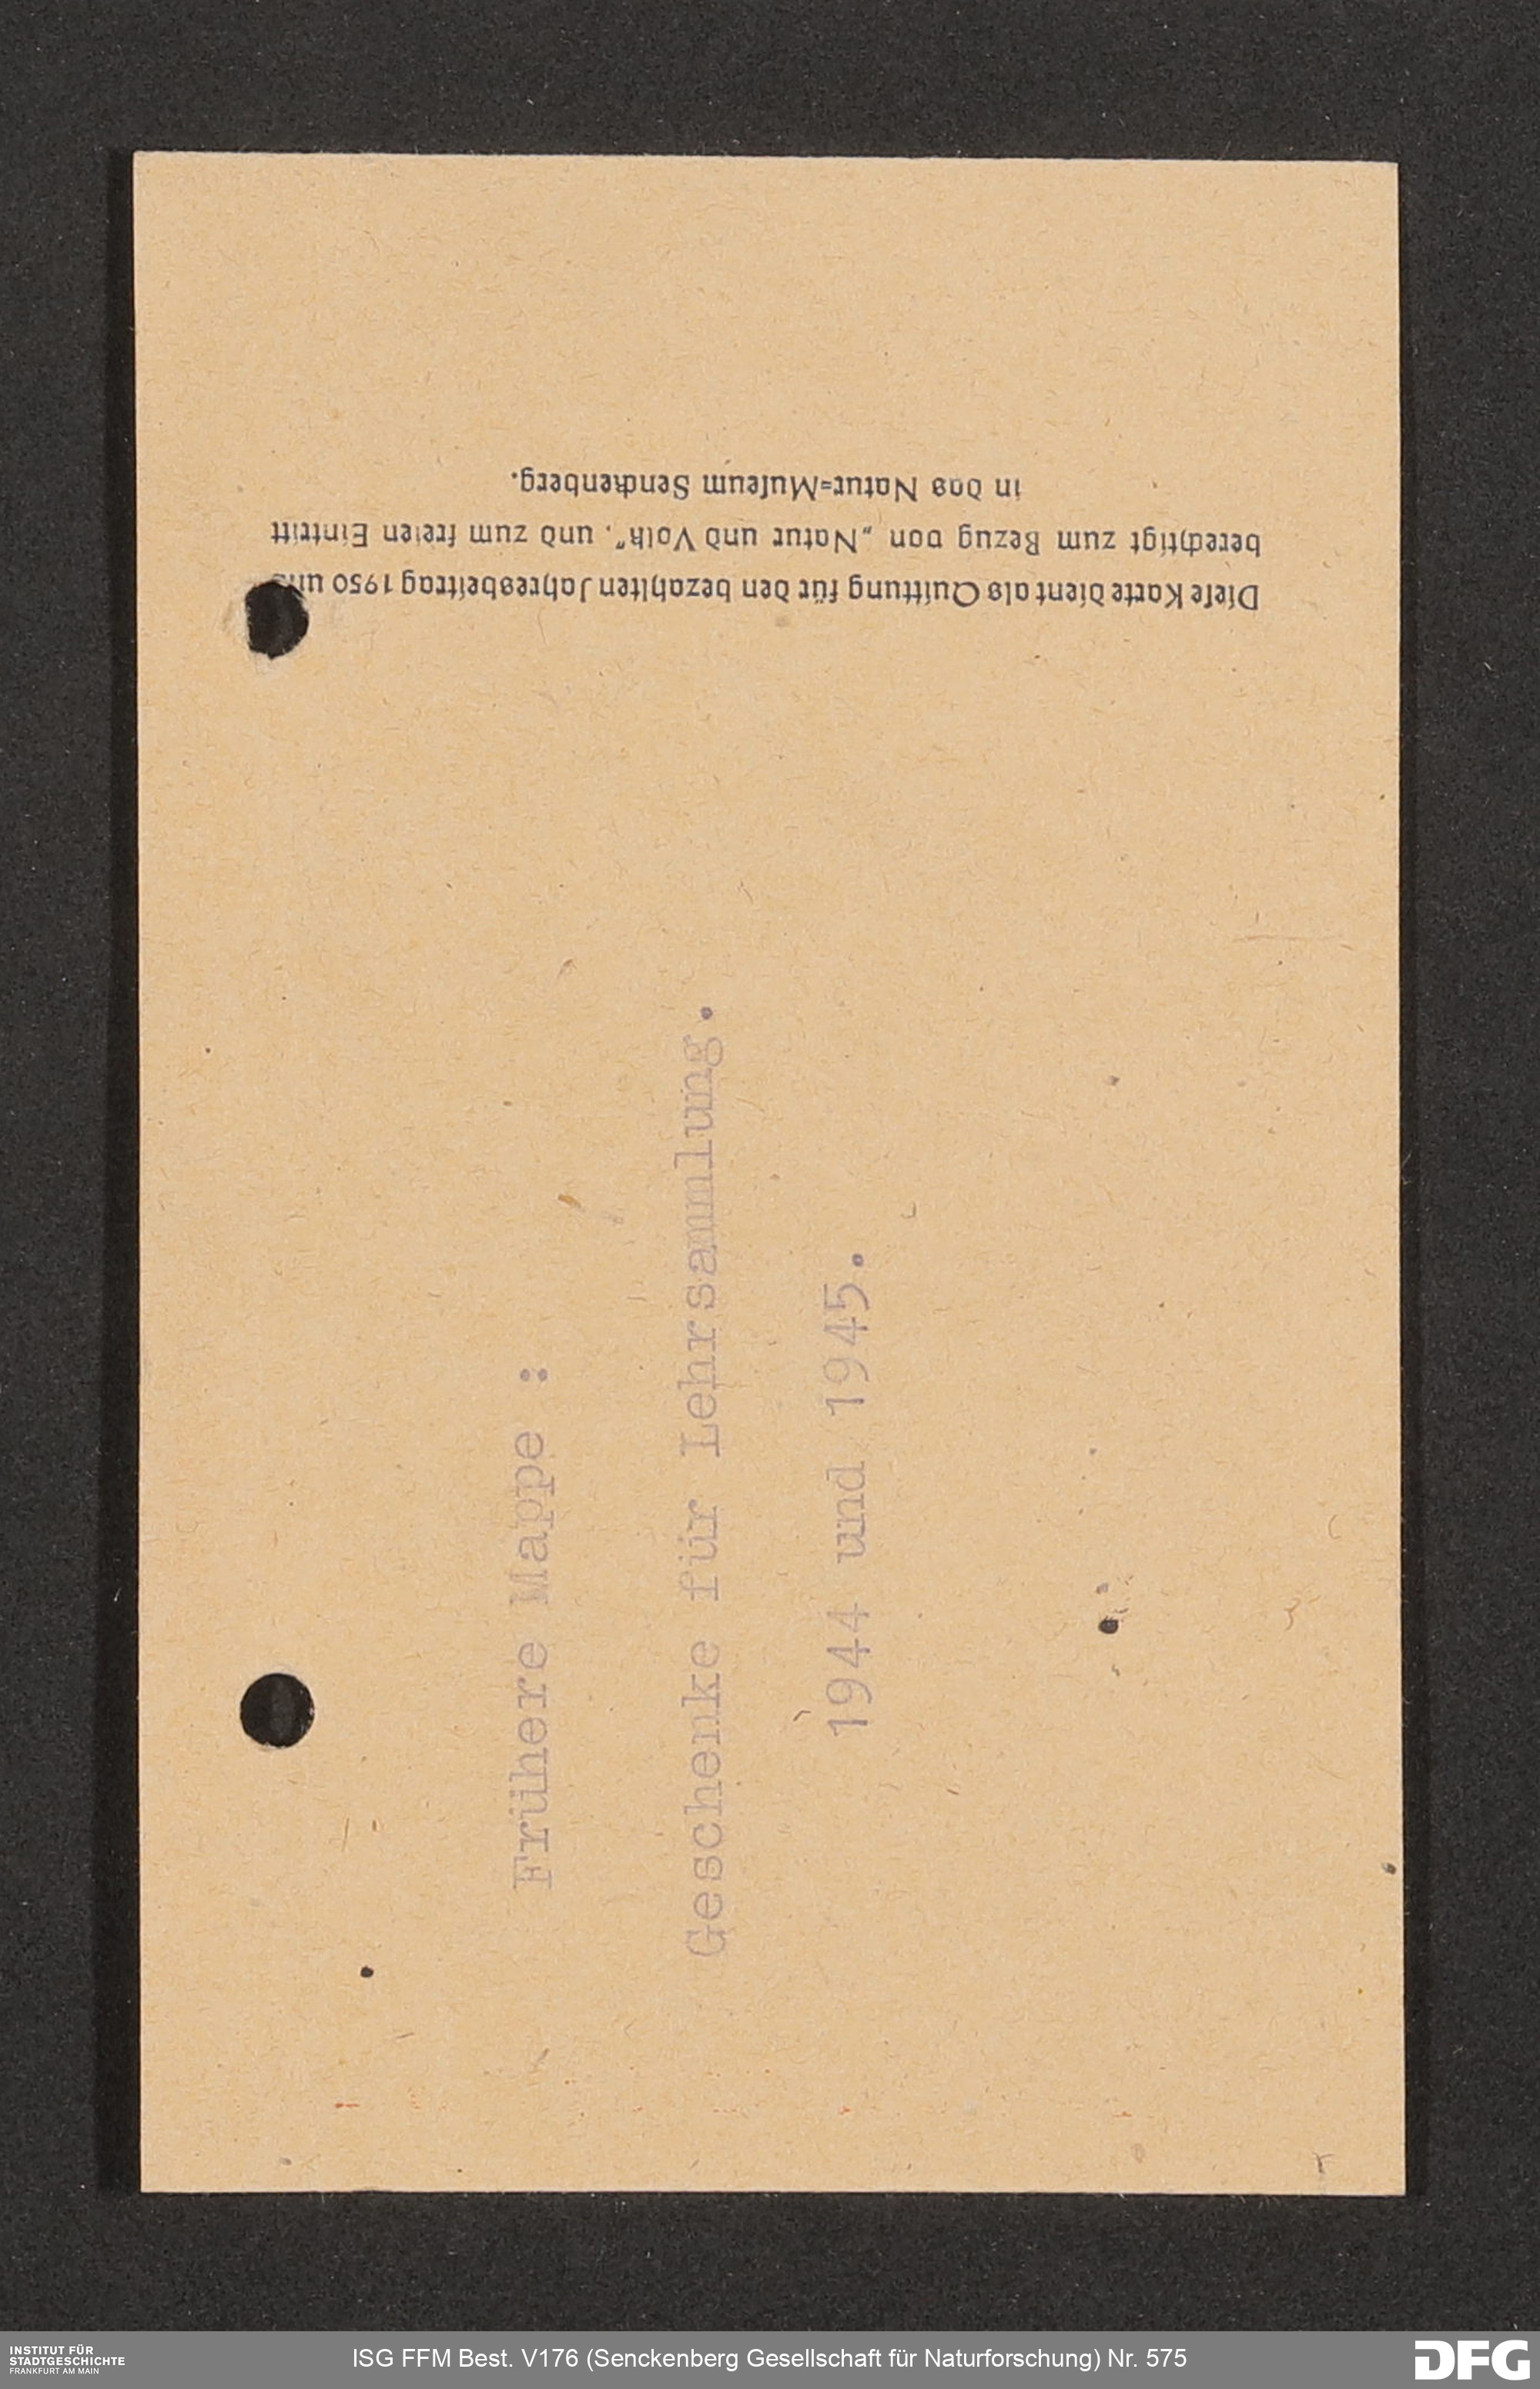 Diese Karte dient als Quittung für den bezahlten Jahresbeitrag 1950 und
berechtigt zum Bezug von „Natur und Volk“, und zum freien Eintritt
in das Natur=Museum Senckenberg.
Frühere Mappe :
Geschenke für Lehrsammlung.
1944 und 1945.
INSTITUT FÜR
STADTGESCHICHTE
FRANKFURT AM MAIN
ISG FFM Best. V176 (Senckenberg Gesellschaft für Naturforschung) Nr. 575
DFG